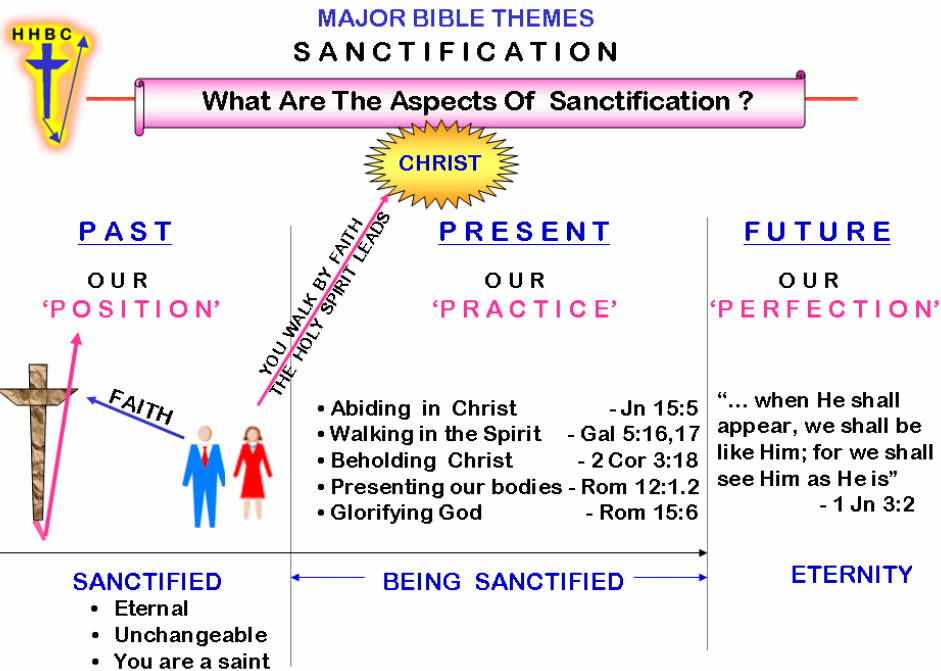 MAJOR BIBLE THEMES
HHBC
SANCTIFICATION
What Are The Aspects Of Sanctification ?
CHRIST
YOU WALK BY FAITH
THE HOLY SPIRIT LEADS
PAST
OUR
‘POSITION’
FAITH
SANCTIFIED
• Eternal
• Unchangeable
• You are a saint
PRESENT
OUR
‘PRACTICE’
• Abiding in Christ - Jn 15:5
• Walking in the Spirit - Gal 5:16,17
• Beholding Christ - 2 Cor 3:18
• Presenting our bodies - Rom 12:1.2
• Glorifying God - Rom 15:6
BEING SANCTIFIED
FUTURE
OUR
‘PERFECTION’
“... when He shall
appear, we shall be
like Him; for we shall
see Him as He is”
- 1 Jn 3:2
ETERNITY